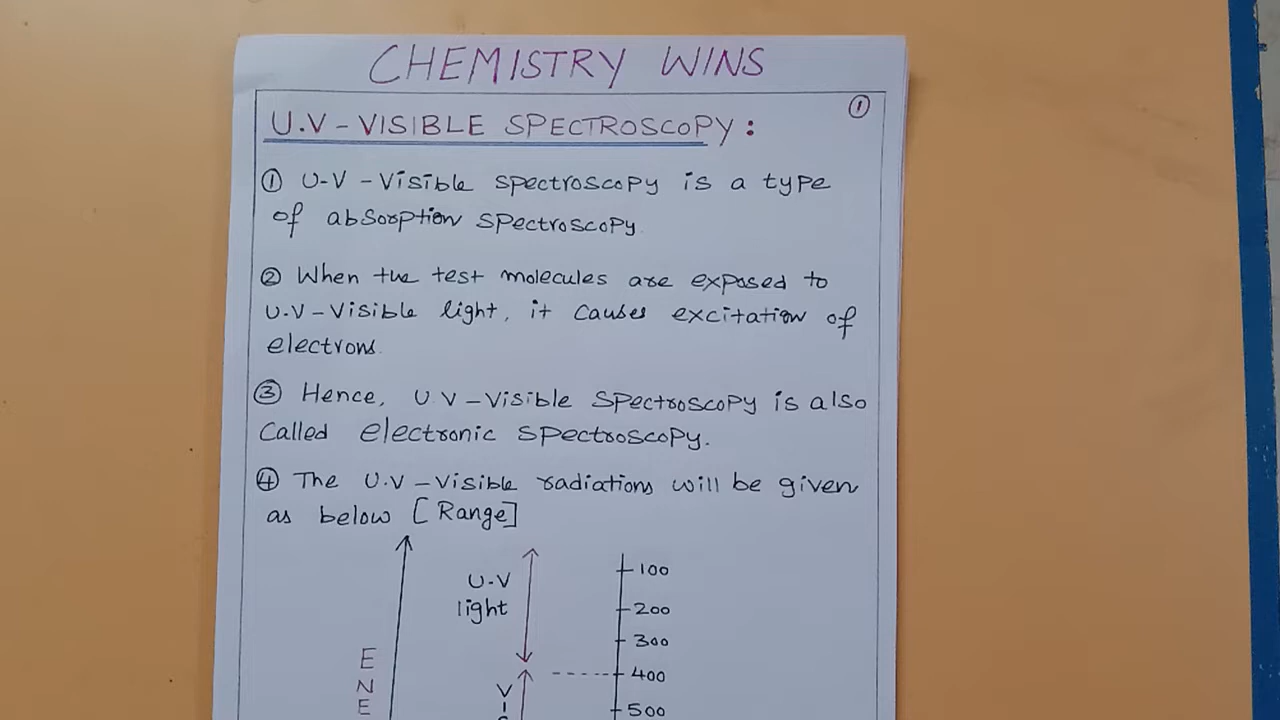 CHEMISTRY WINS
①
U.V-VISIBLE SPECTROSCOPY:
① U-V-Visible spectroscopy is a type
of absorption spectroscopy.
② When the test molecules are exposed to
U.V-Visible light, it causes excitation of
electrons.
③ Hence, U V-Visible spectroscopy is also
called electronic spectroscopy.
④ The U.V-Visible radiations will be given
as below [Range]
U-V
light
100
200
300
400
500
E
N
E
V
I